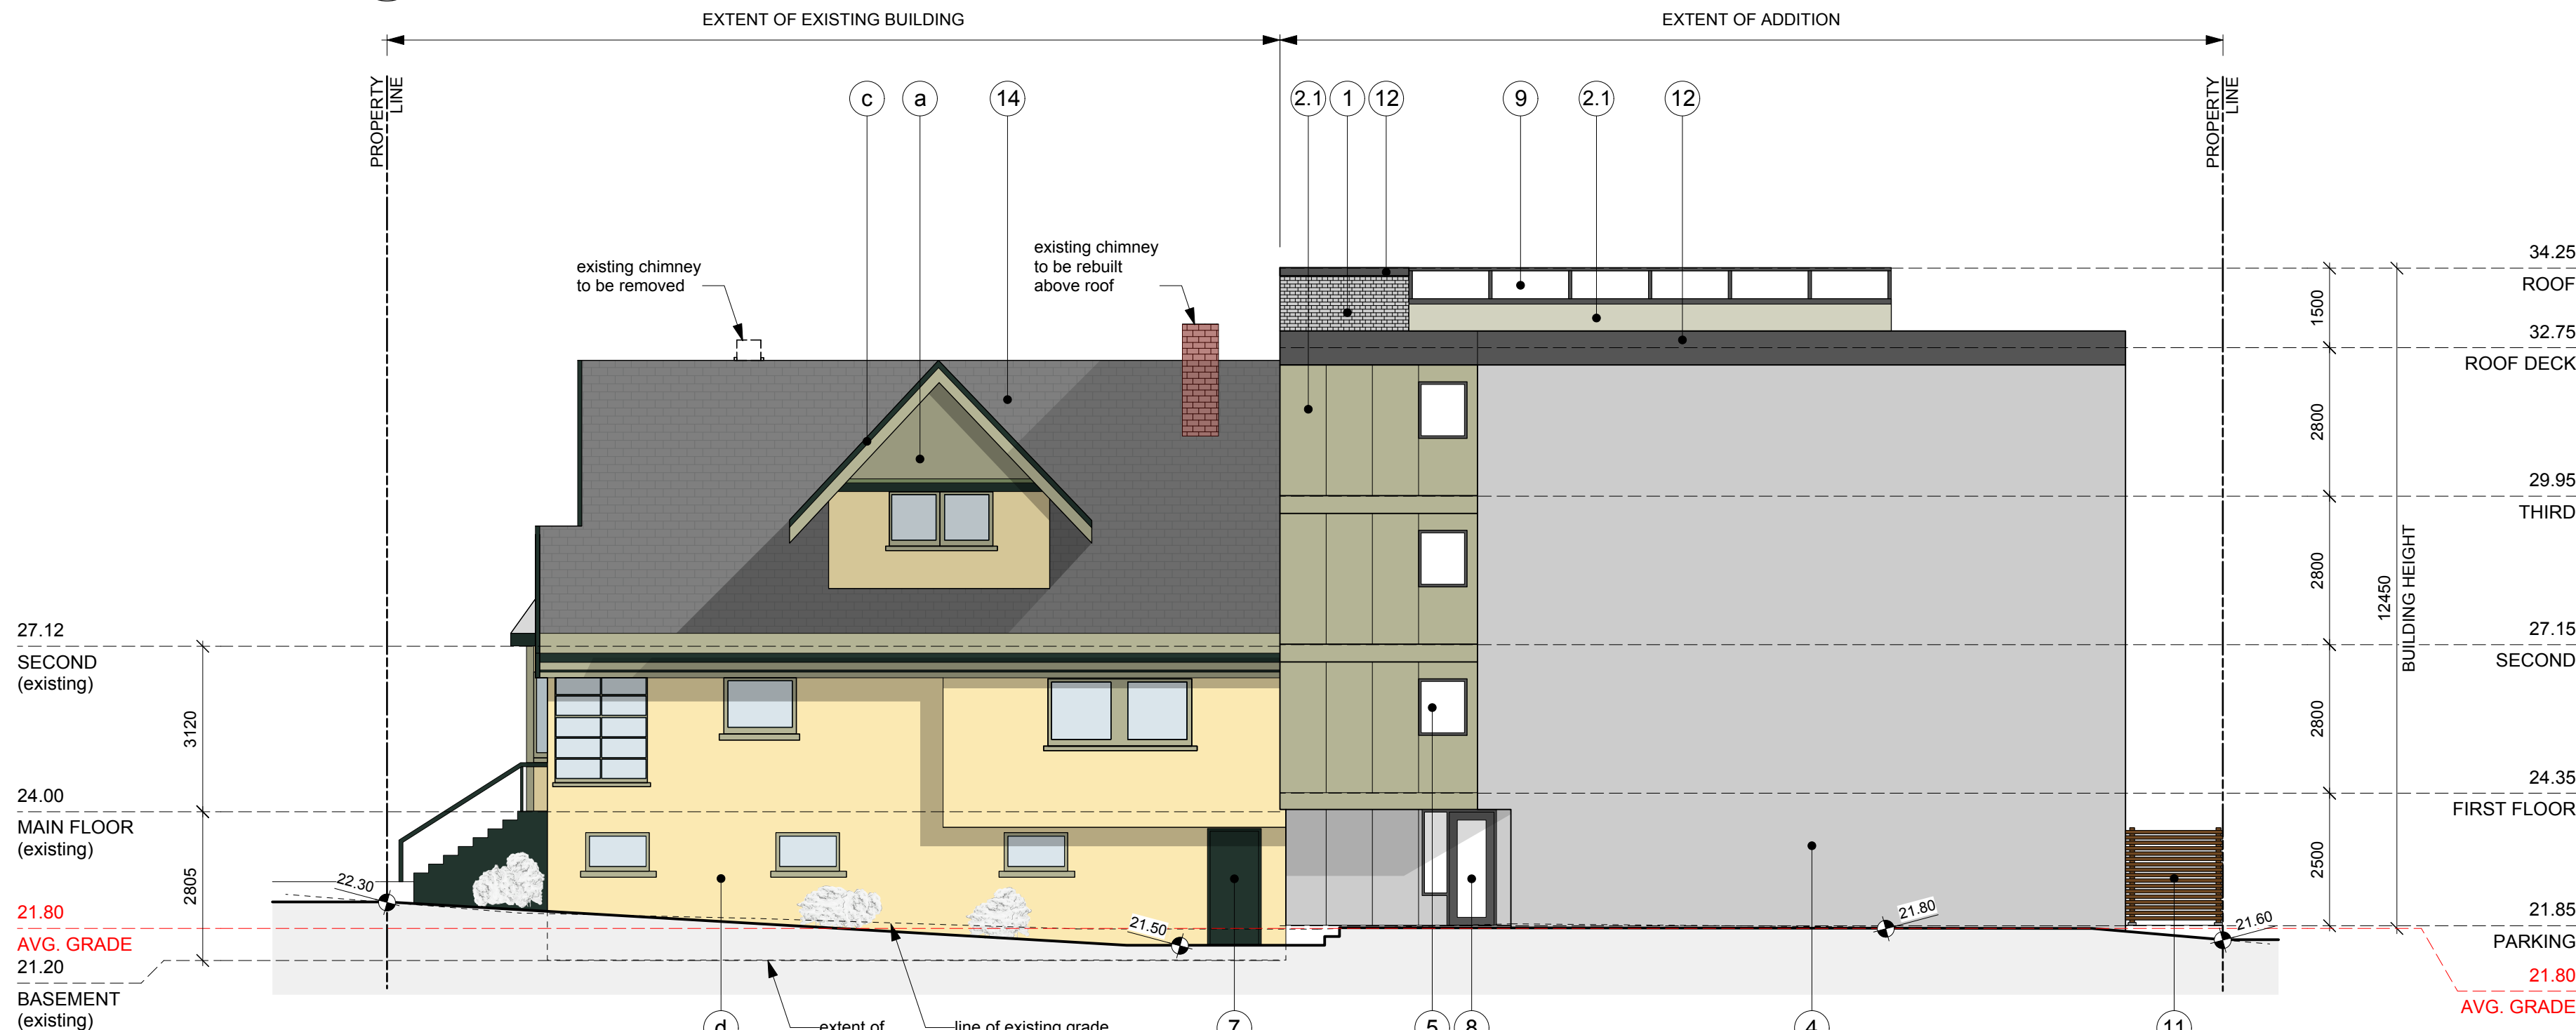 EXTENT OF EXISTING BUILDING
EXTENT OF ADDITION
PROPERTY
LINE
PROPERTY
LINE
c
a
14
2.1
1
12
9
2.1
12
existing chimney
to be removed
existing chimney
to be rebuilt
above roof
34.25
ROOF
1500
32.75
ROOF DECK
2800
29.95
THIRD
2800
12450
BUILDING HEIGHT
27.15
SECOND
2800
24.35
FIRST FLOOR
2500
21.85
PARKING
21.80
AVG. GRADE
27.12
SECOND
(existing)
3120
24.00
MAIN FLOOR
(existing)
2805
21.80
AVG. GRADE
21.20
BASEMENT
(existing)
22.30
21.50
21.80
21.60
d
extent of
line of existing grade
7
5
8
4
11